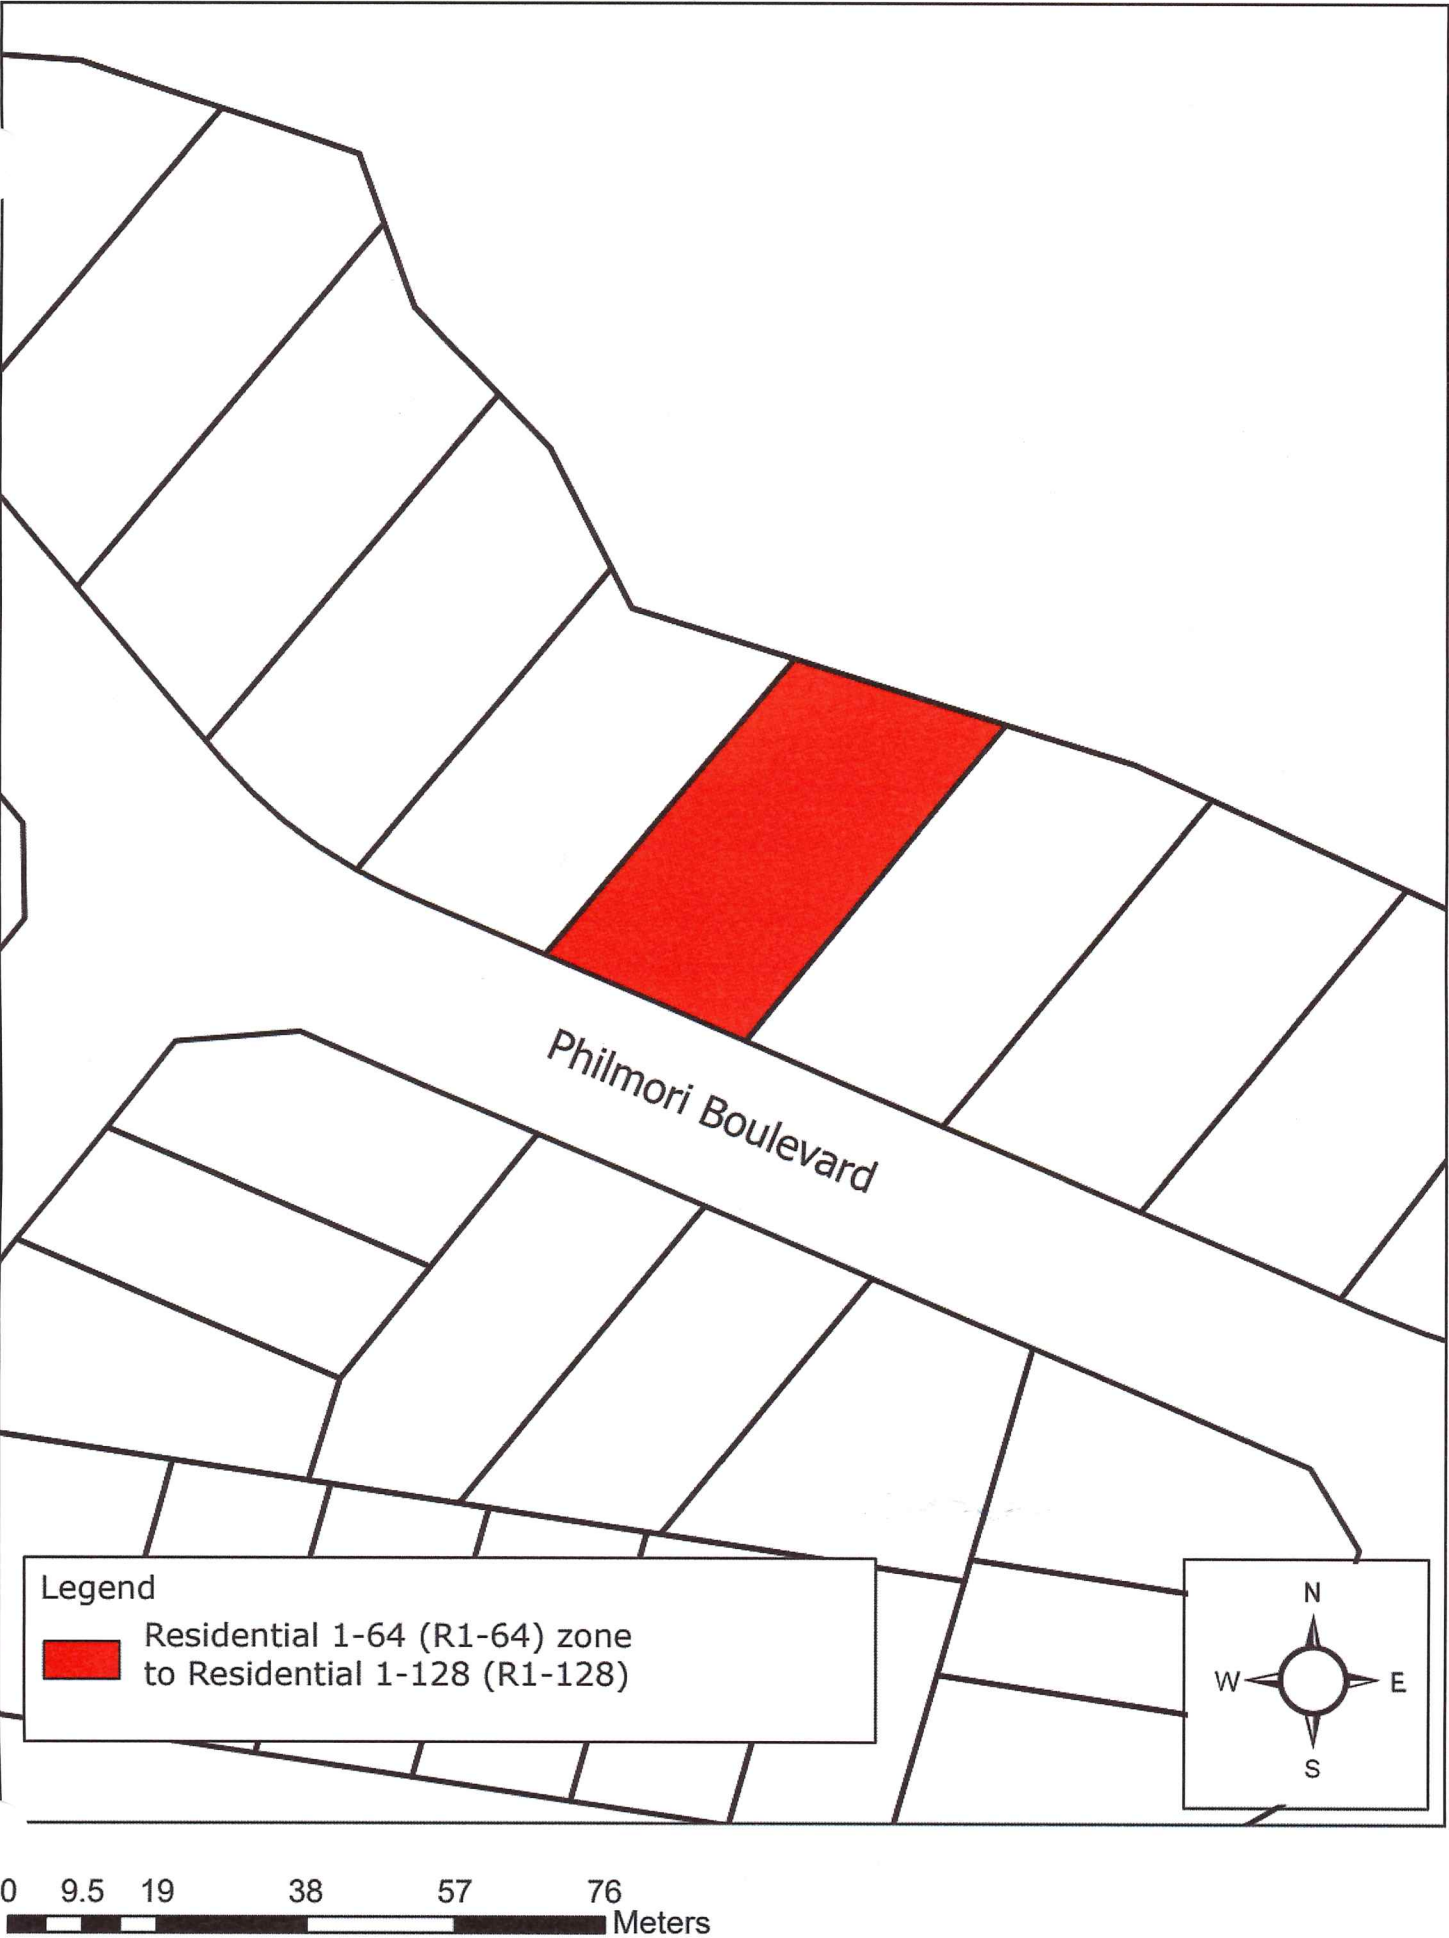 Philmori Boulevard
Legend
Residential 1-64 (R1-64) zone
to Residential 1-128 (R1-128)
N
W E
S
0 9.5 19 38 57 76
Meters